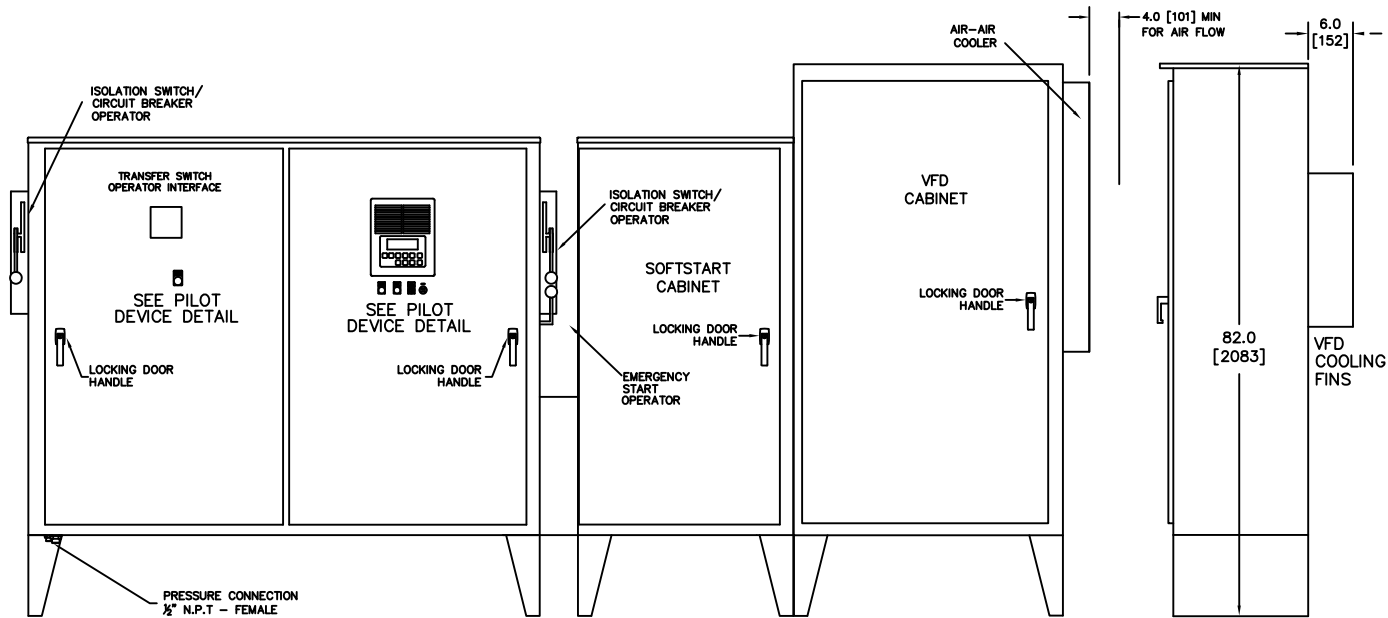 AIR-AIR
COOLER
4.0 [101] MIN
FOR AIR FLOW
6.0
[152]
ISOLATION SWITCH/
CIRCUIT BREAKER
OPERATOR
TRANSFER SWITCH
OPERATOR INTERFACE
SEE PILOT
DEVICE DETAIL
LOCKING DOOR
HANDLE
SEE PILOT
DEVICE DETAIL
LOCKING DOOR
HANDLE
ISOLATION SWITCH/
CIRCUIT BREAKER
OPERATOR
SOFTSTART
CABINET
LOCKING DOOR
HANDLE
EMERGENCY
START
OPERATOR
VFD
CABINET
LOCKING DOOR
HANDLE
82.0
[2083]
VFD
COOLING
FINS
PRESSURE CONNECTION
½" N.P.T - FEMALE